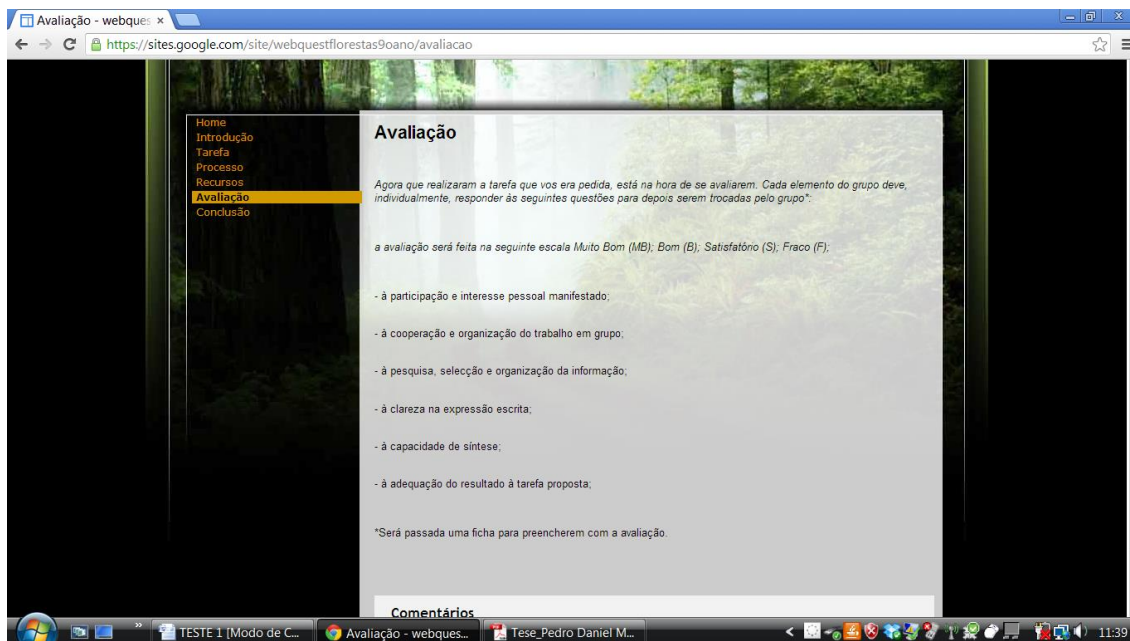 Avaliação - webques
https://sites.google.com/site/webquestflorestas9oano/avaliacao
Home
Introdução
Tarefa
Processo
Recursos
Avaliação
Conclusão
Avaliação
Agora que realizaram a tarefa que vos era pedida, está na hora de se avaliarem. Cada elemento do grupo deve,
individualmente, responder às seguintes questões para depois serem trocadas pelo grupo*:
a avaliação será feita na seguinte escala Muito Bom (MB); Bom (B); Satisfatório (S); Fraco (F);
- à participação e interesse pessoal manifestado;
- à cooperação e organização do trabalho em grupo;
- à pesquisa, selecção e organização da informação;
- à clareza na expressão escrita;
- à capacidade de síntese;
- à adequação do resultado à tarefa proposta;
*Será passada uma ficha para preencherem com a avaliação.
Comentários
TESTE 1 [Modo de C...
Avaliação - webques...
Tese_Pedro Daniel M...
11:39